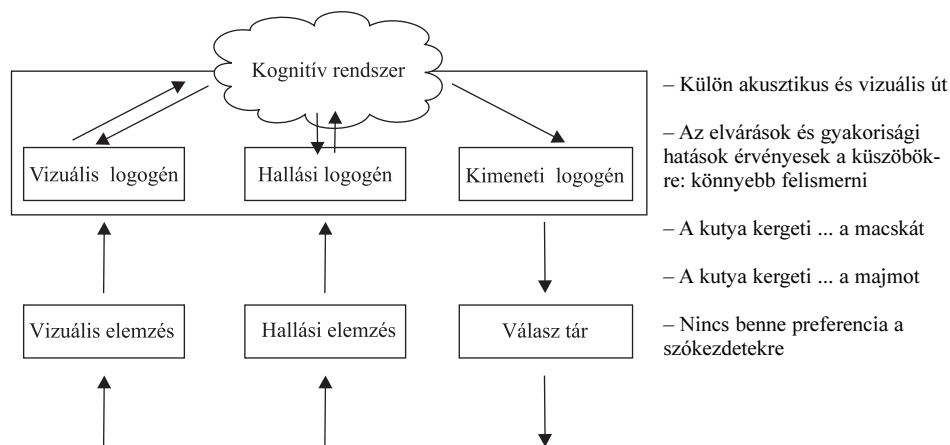 Kognitív rendszer
Vizuális logogén
Hallási logogén
Kimeneti logogén
Vizuális elemzés
Hallási elemzés
Válasz tár
– Külön akusztikus és vizuális út
– Az elvárások és gyakorisági
hatások érvényesek a küszöbök-
re: könnyebb felismerni
– A kutya kergeti ... a macskát
– A kutya kergeti ... a majmot
– Nincs benne preferencia a
szókezdetekre